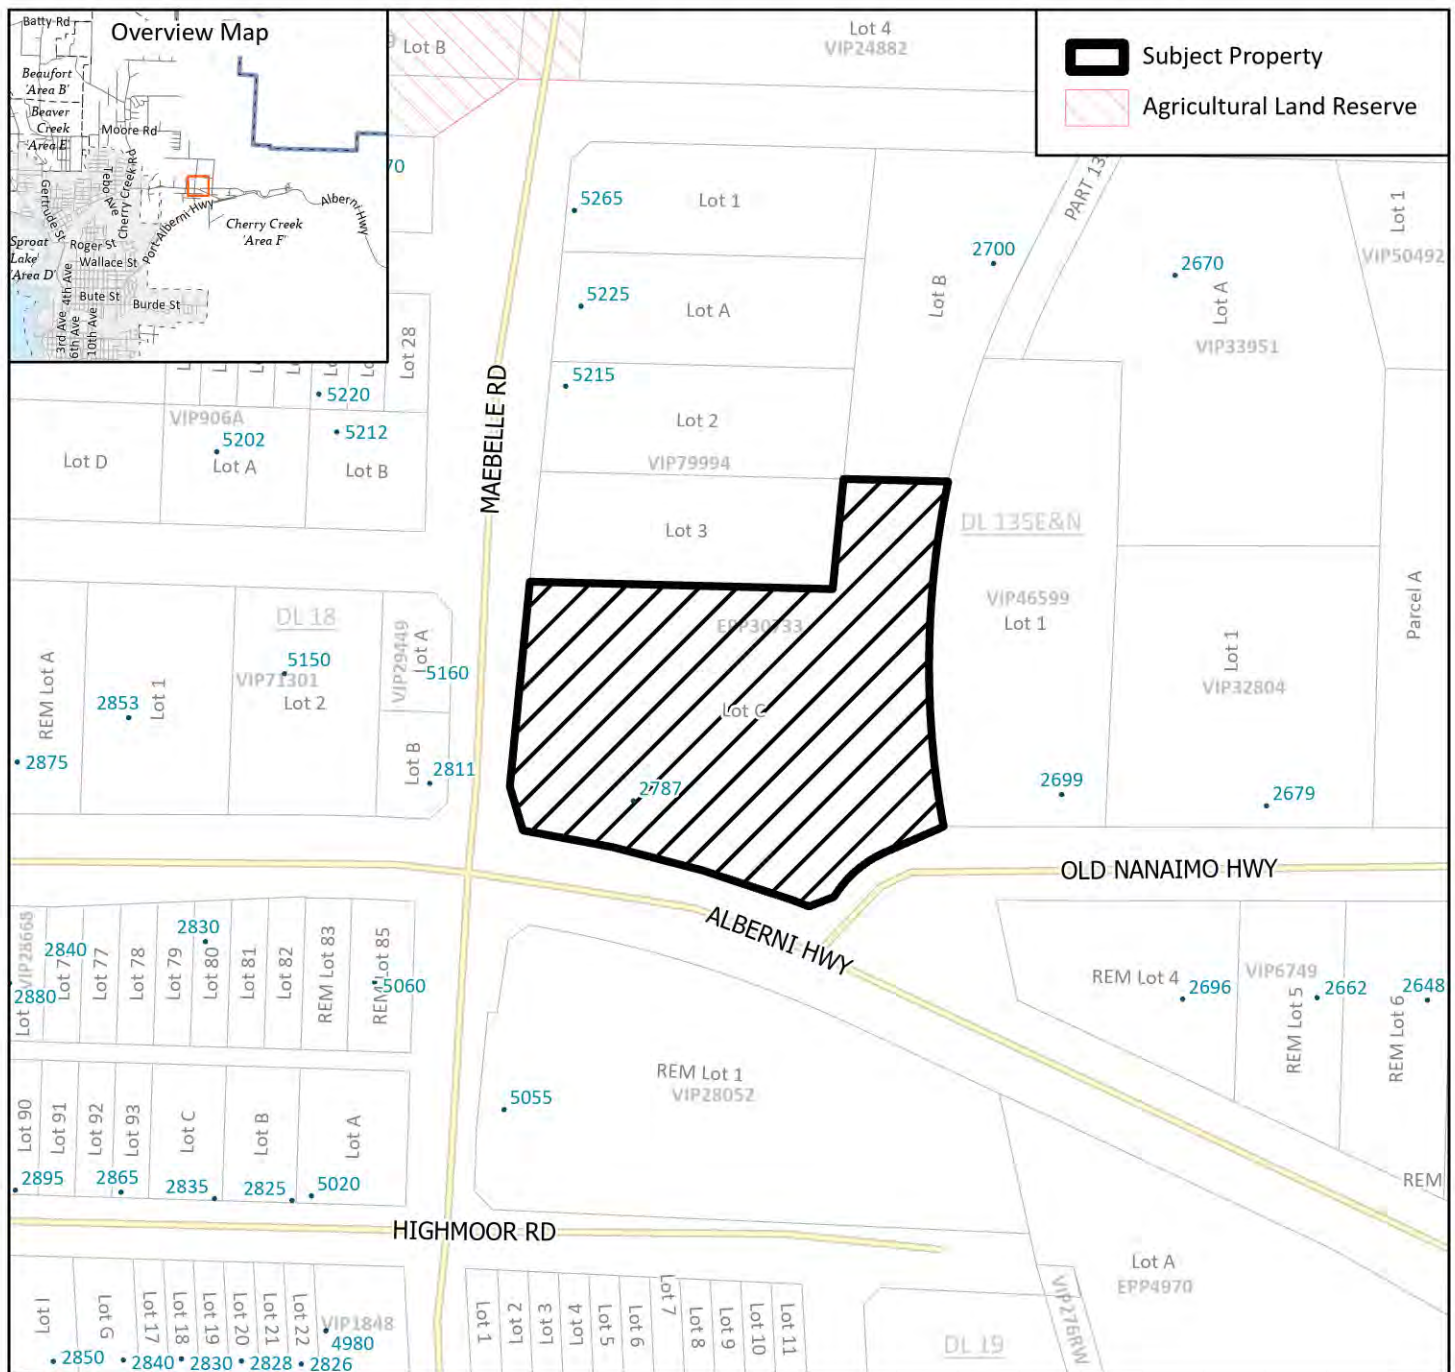 Overview Map
Batty Rd
Beaufort
'Area B'
Beaver
Creek
'Area E'
Moore Rd
Tebo Ave
Cherry Creek Rd
Gertrude St
Port Alberni Hwy
Alberni Hwy
Cherry Creek
'Area F'
Sproat
Lake
'Area D'
Roger St
Wallace St
Bute St
Burde St
3rd Ave
4th Ave
6th Ave
10th Ave
Subject Property
Agricultural Land Reserve
Lot B
Lot 4
VIP24882
70
5265
Lot 1
PART 13
2700
Lot B
2670
Lot A
VIP33951
Lot 1
VIP50492
5225
Lot A
Lot 28
5220
5215
Lot 2
VIP79994
MAEBELLE RD
VIP906A
5202
Lot A
5212
Lot B
Lot D
Lot 3
DL 135E&N
VIP46599
Lot 1
EPP30733
Lot C
2787
Parcel A
Lot 1
VIP32804
2699
2679
DL 18
REM Lot A
2875
2853
Lot 1
5150
VIP71301
Lot 2
VIP29449
Lot A
5160
Lot B
2811
OLD NANAIMO HWY
ALBERNI HWY
VIP28668
2880
2840
Lot 77
Lot 78
Lot 79
2830
Lot 80
Lot 81
Lot 82
REM Lot 83
REM Lot 85
5060
REM Lot 4
2696
VIP6749
REM Lot 5
2662
REM Lot 6
2648
REM Lot 1
VIP28052
5055
Lot 90
Lot 91
Lot 92
Lot 93
Lot C
Lot B
Lot A
2895
2865
2835
2825
5020
REM
HIGHMOOR RD
Lot A
EPP4970
VIP276RW
DL 19
Lot I
Lot G
Lot 17
Lot 18
Lot 19
Lot 20
Lot 21
Lot 22
VIP1848
4980
2850
2840
2830
2828
2826
Lot 1
Lot 2
Lot 3
Lot 4
Lot 5
Lot 6
Lot 7
Lot 8
Lot 9
Lot 10
Lot 11